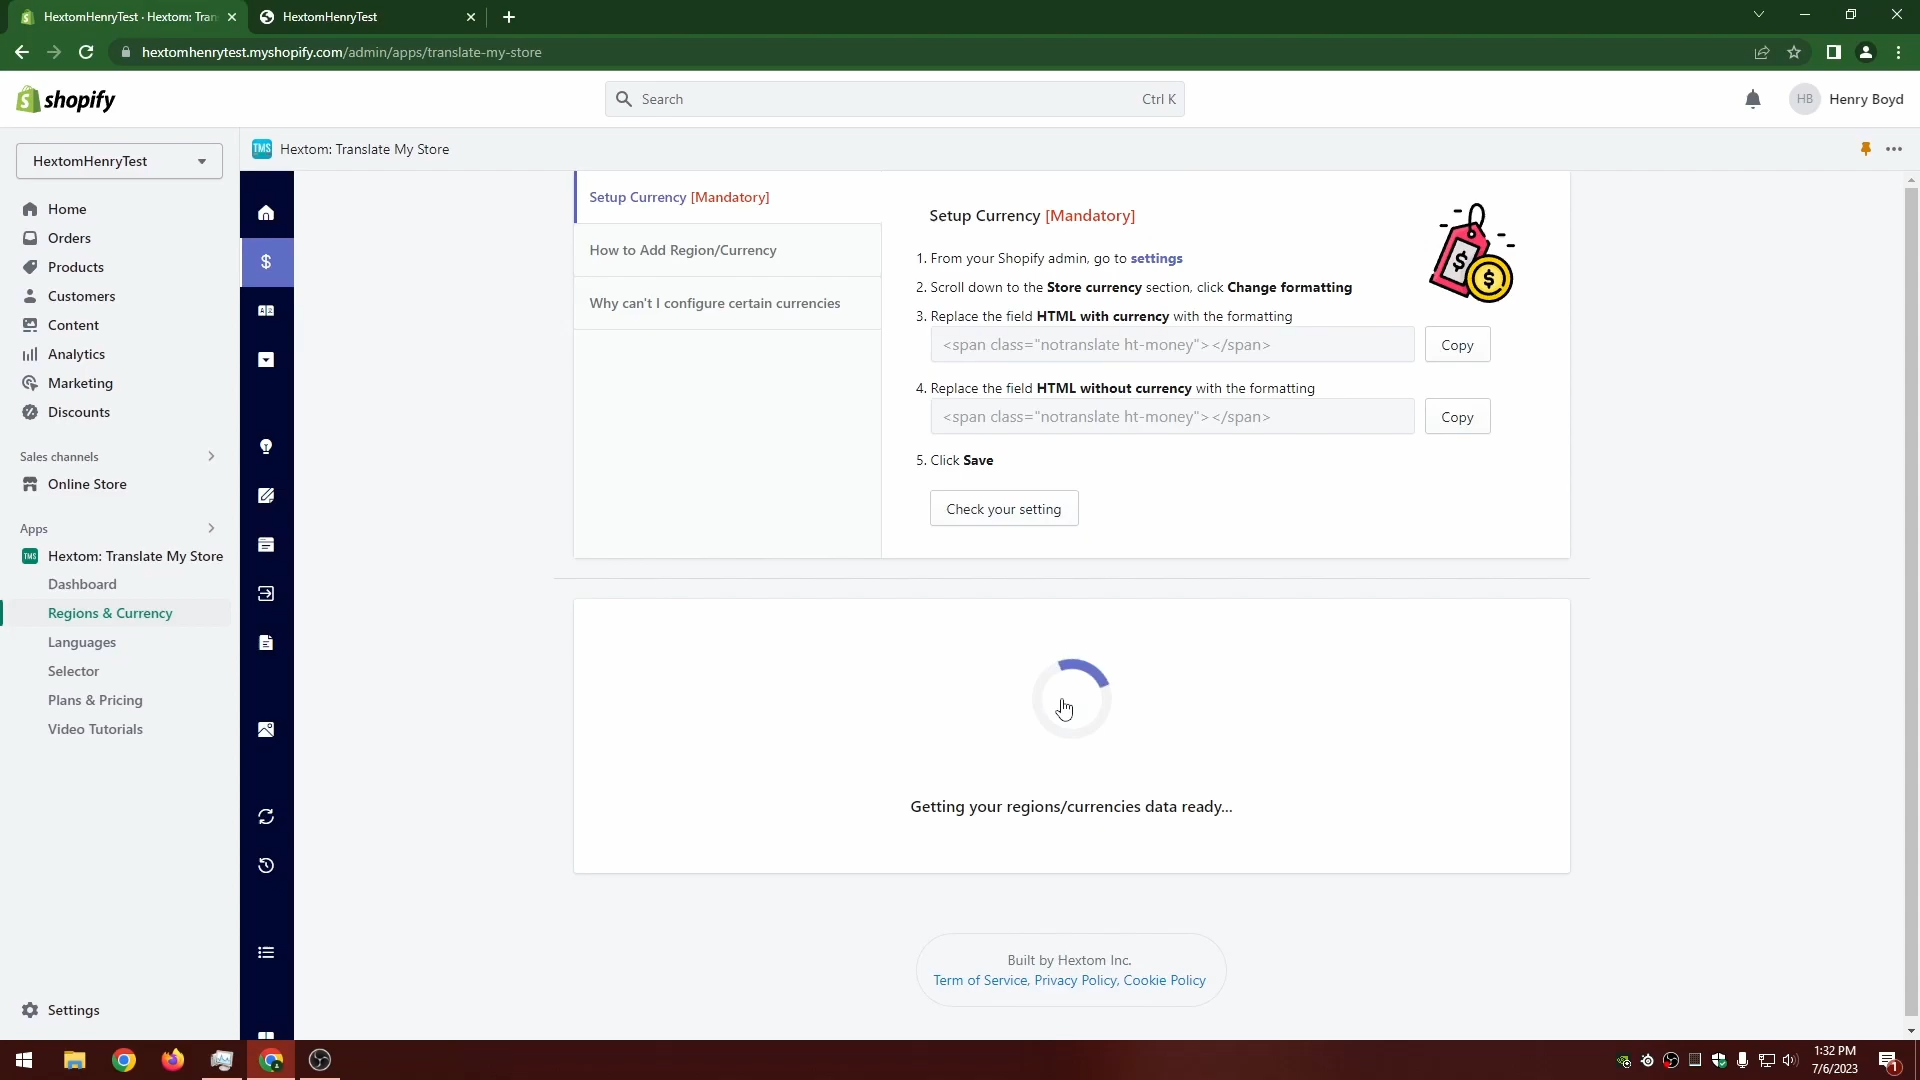 HextomHenryTest · Hextom: Tran
HextomHenryTest
hextomhenrytest.myshopify.com/admin/apps/translate-my-store
shopify
Search
Ctrl K
HB
Henry Boyd
HextomHenryTest
TMS
Hextom: Translate My Store
Home
Orders
Products
Customers
Content
Analytics
Marketing
Discounts
Sales channels
Online Store
Apps
TMS
Hextom: Translate My Store
Dashboard
Regions & Currency
Languages
Selector
Plans & Pricing
Video Tutorials
Settings
Setup Currency [Mandatory]
How to Add Region/Currency
Why can't I configure certain currencies
Setup Currency [Mandatory]
1. From your Shopify admin, go to settings
2. Scroll down to the Store currency section, click Change formatting
3. Replace the field HTML with currency with the formatting
<span class="notranslate ht-money"></span>
Copy
4. Replace the field HTML without currency with the formatting
<span class="notranslate ht-money"></span>
Copy
5. Click Save
Check your setting
Getting your regions/currencies data ready...
Built by Hextom Inc.
Term of Service, Privacy Policy, Cookie Policy
1:32 PM
7/6/2023
1